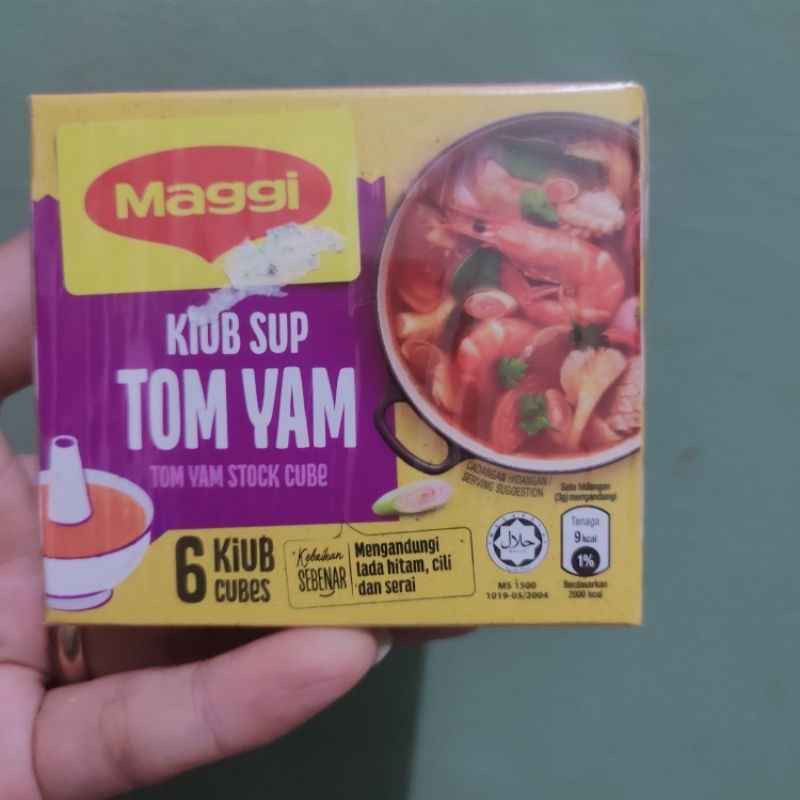 Maggi
KIUB SUP
TOM YAM
TOM YAM STOCK CUBE
CADANGAN HIDANGAN /
SERVING SUGGESTION
Satu hidangan
(3g) mengandungi
Tenaga
9 kcal
1%
Berdasarkan
2000 kcal
6 KIUB
CUBES
Kebaikan
SEBENAR
Mengandungi
lada hitam, cili
dan serai
حلال
MS 1500
1019-05/2004